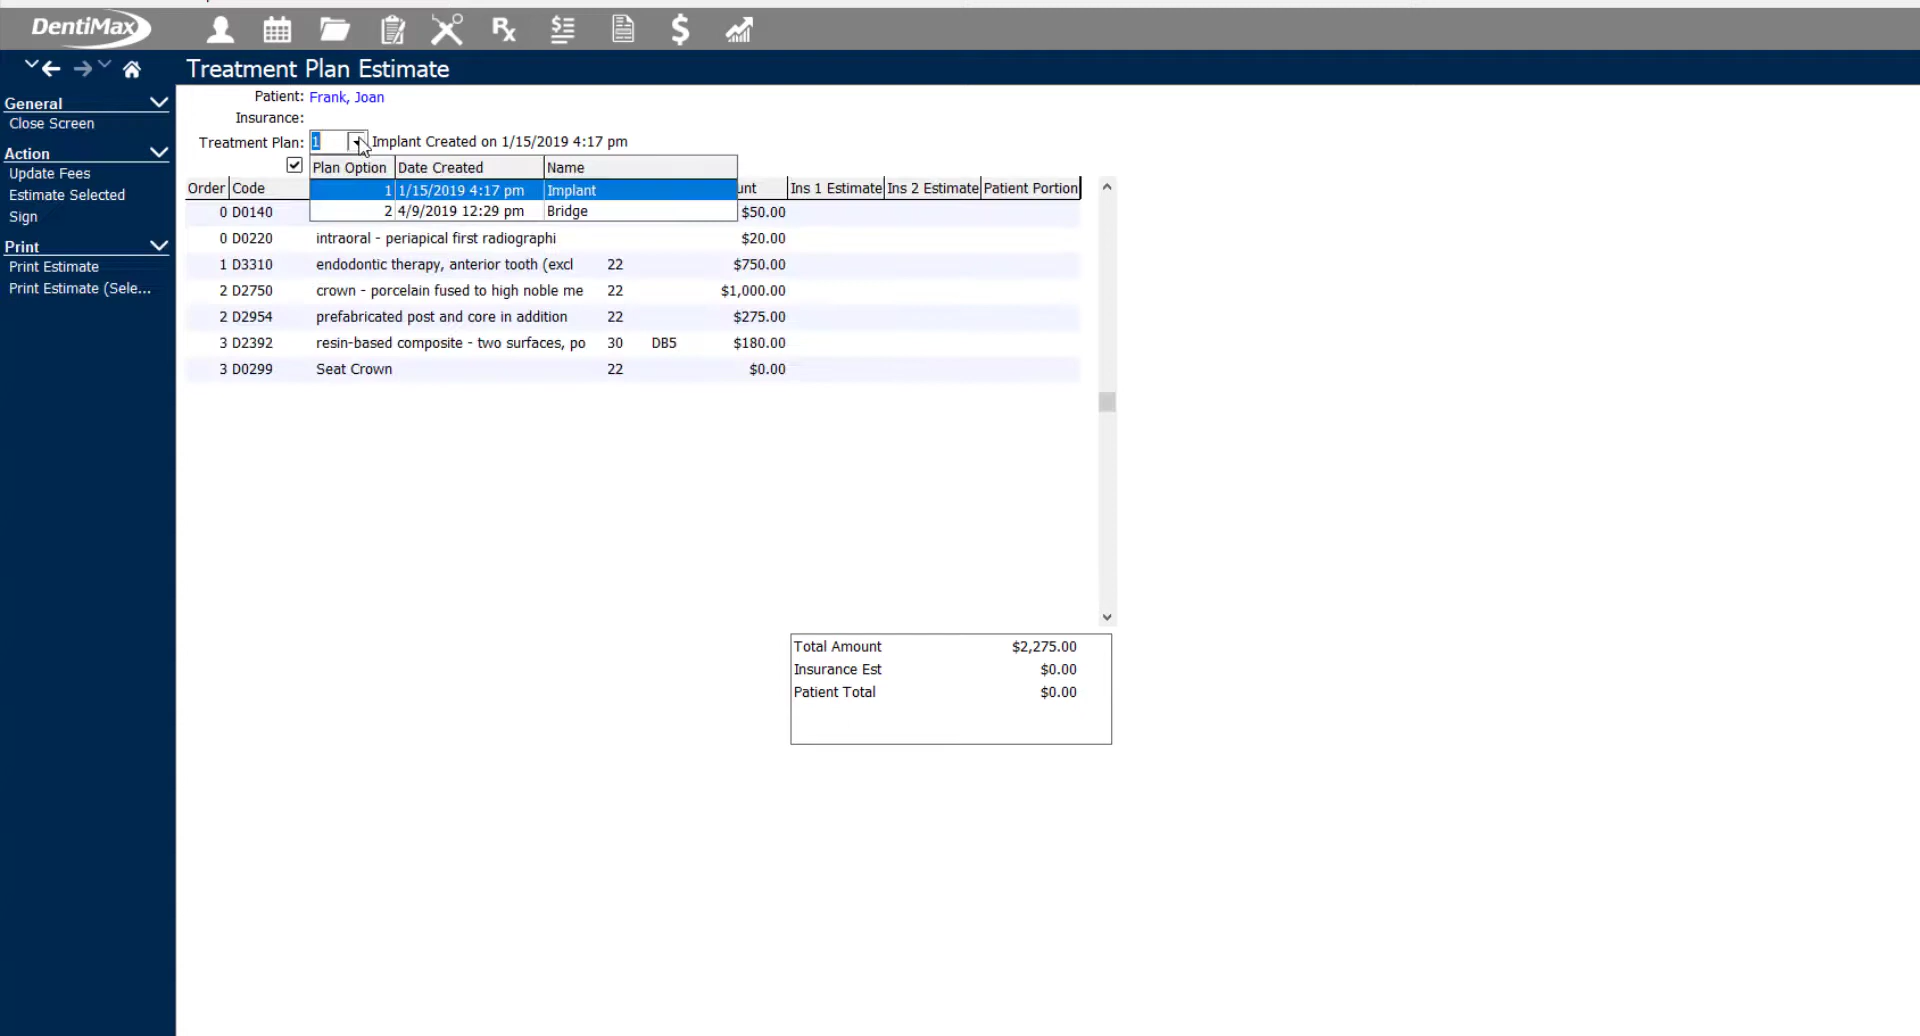 DentiMax
Rx
Treatment Plan Estimate
General
Close Screen
Action
Update Fees
Estimate Selected
Sign
Print
Print Estimate
Print Estimate (Sele...
Patient: Frank, Joan
Insurance:
Treatment Plan: 1 Implant Created on 1/15/2019 4:17 pm
Plan Option Date Created Name
1 1/15/2019 4:17 pm Implant
2 4/9/2019 12:29 pm Bridge
Order Code unt Ins 1 Estimate Ins 2 Estimate Patient Portion
0 D0140 $50.00
0 D0220 intraoral - periapical first radiographi $20.00
1 D3310 endodontic therapy, anterior tooth (excl 22 $750.00
2 D2750 crown - porcelain fused to high noble me 22 $1,000.00
2 D2954 prefabricated post and core in addition 22 $275.00
3 D2392 resin-based composite - two surfaces, po 30 DB5 $180.00
3 D0299 Seat Crown 22 $0.00
Total Amount $2,275.00
Insurance Est $0.00
Patient Total $0.00